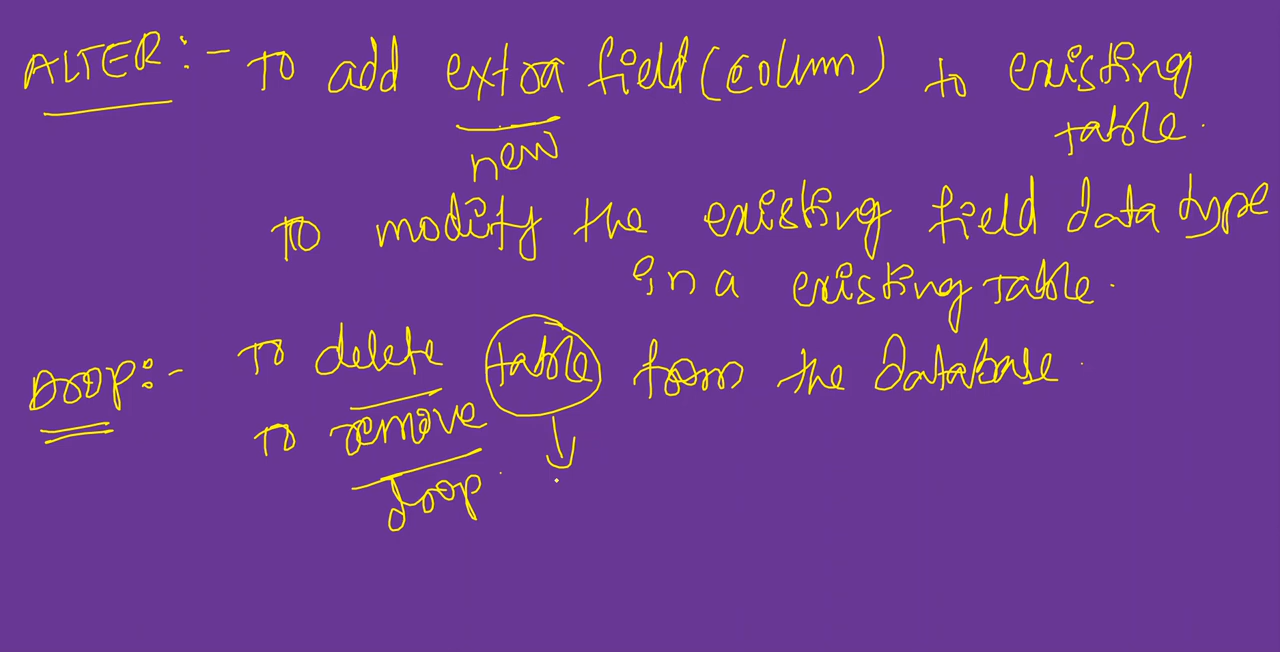 ALTER :- To add extra field (column) to existing
table.
new
To modify the existing field data type
in a existing table.
DROP :- To delete table from the database.
To remove
drop